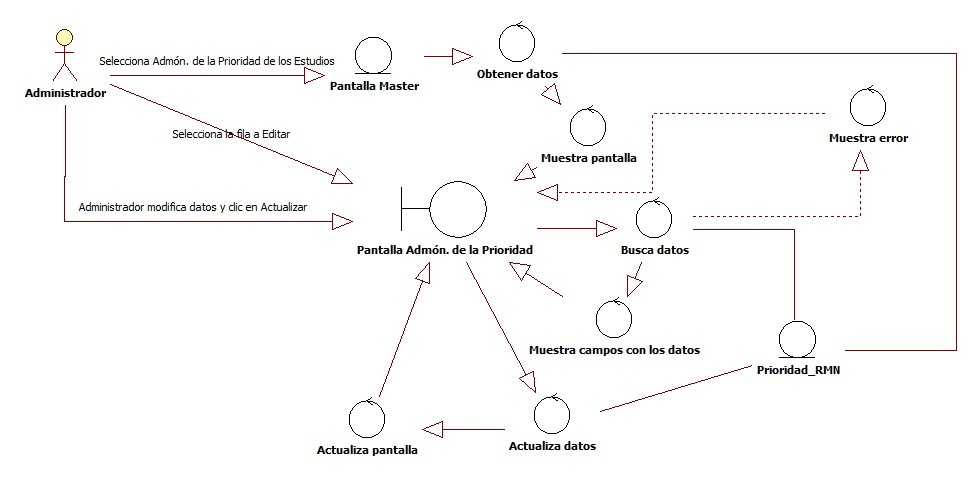 Selecciona Admón. de la Prioridad de los Estudios
Obtener datos
Pantalla Master
Administrador
Selecciona la fila a Editar
Muestra error
Muestra pantalla
Administrador modifica datos y clic en Actualizar
Pantalla Admón. de la Prioridad
Busca datos
Muestra campos con los datos
Prioridad_RMN
Actualiza pantalla
Actualiza datos